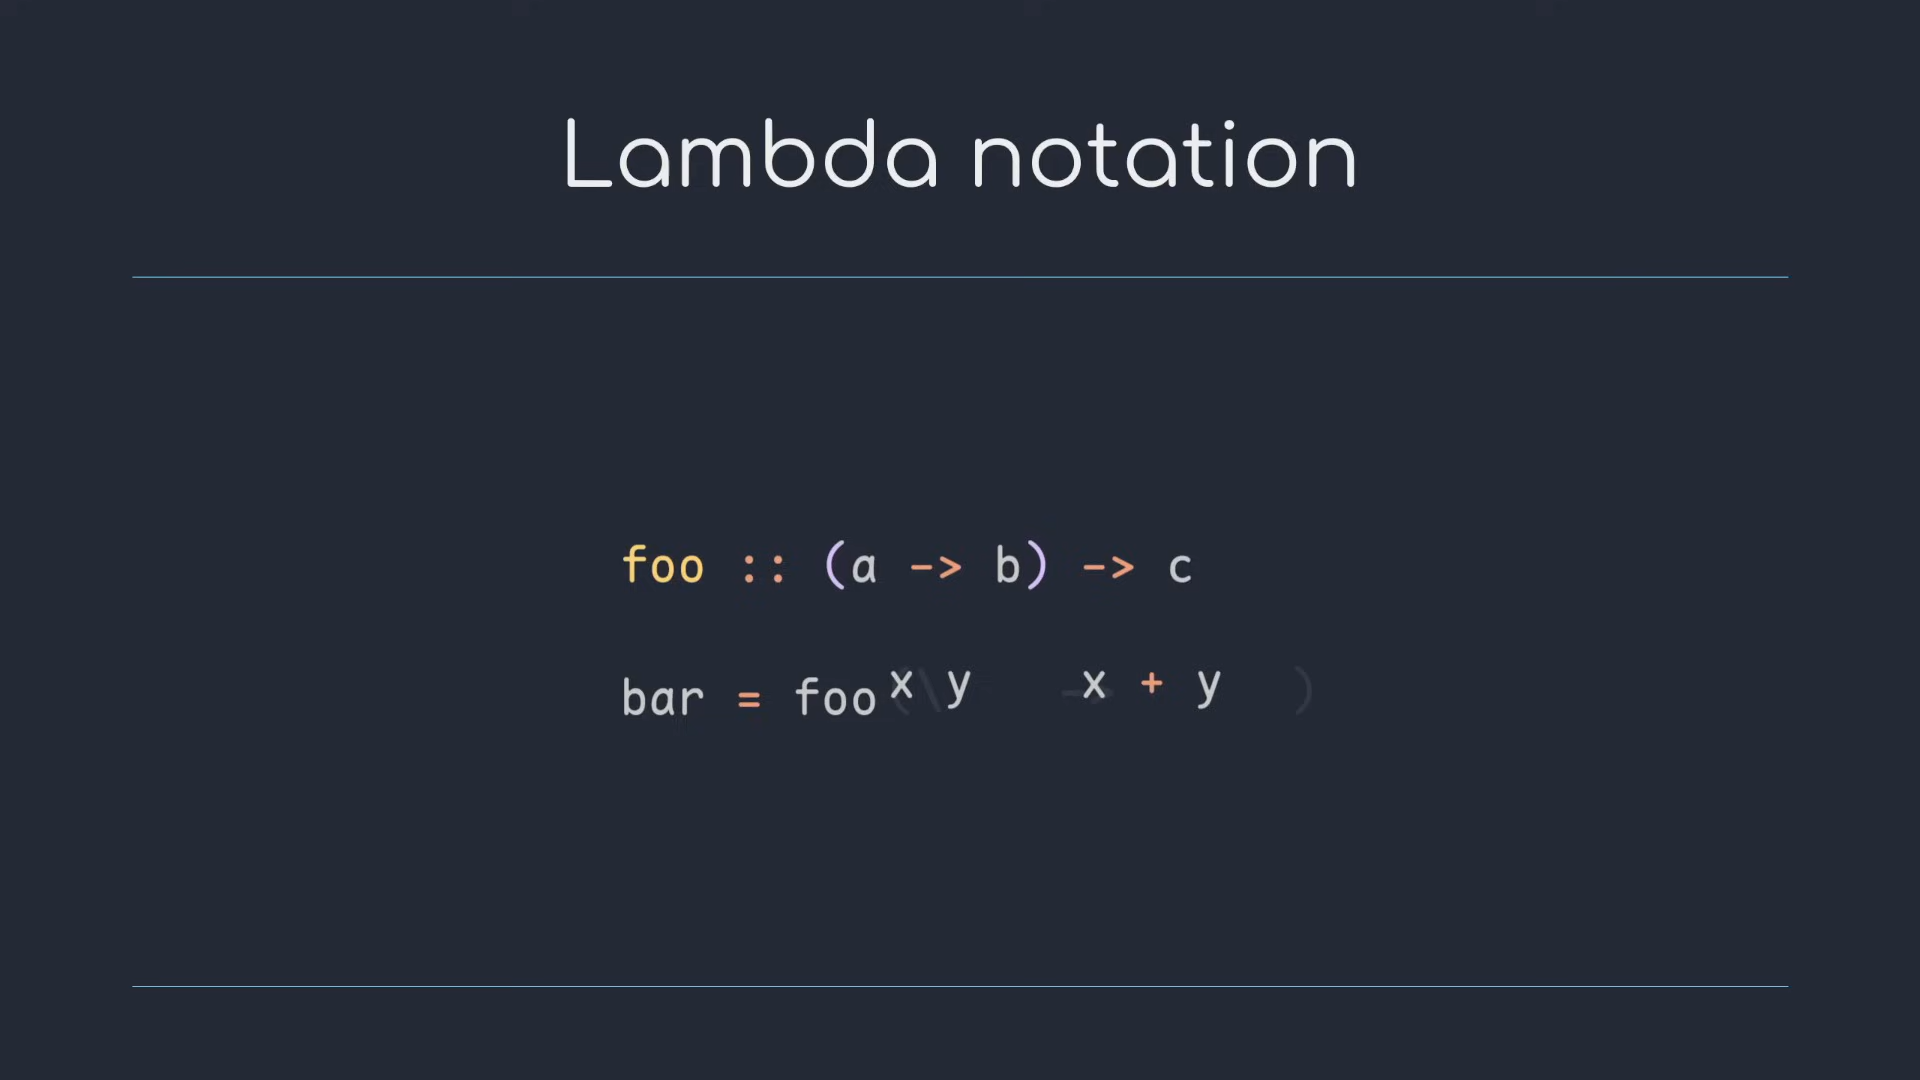 Lambda notation
foo :: (a -> b) -> c
bar = foo (\x y -> x + y)